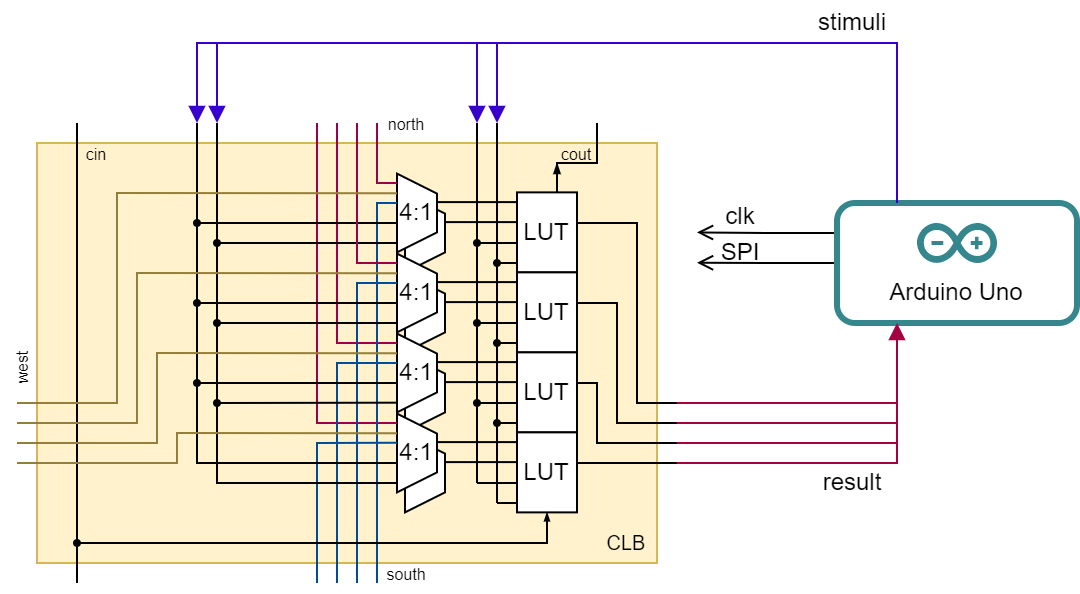 stimuli
north
cin
cout
4:1
LUT
clk
SPI
4:1
LUT
Arduino Uno
west
4:1
LUT
4:1
LUT
result
CLB
south